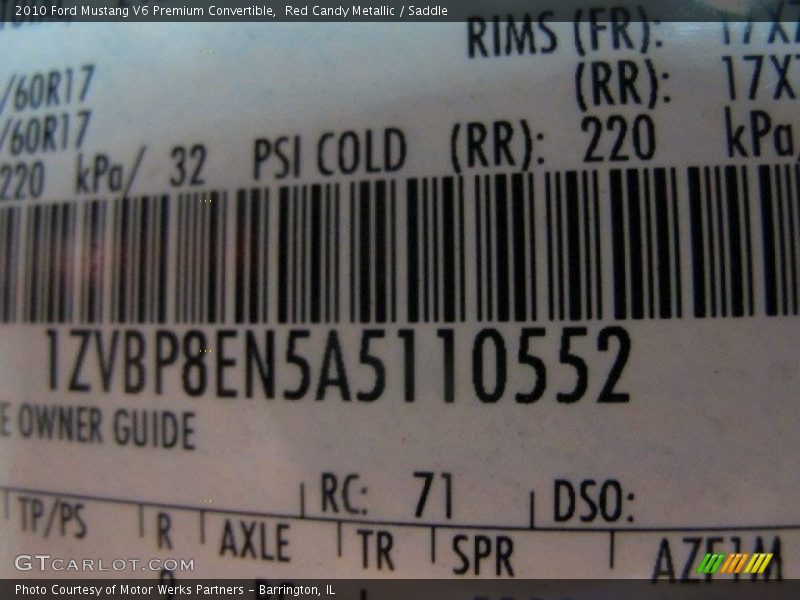 2010 Ford Mustang V6 Premium Convertible,  Red Candy Metallic / Saddle
RIMS (FR):
/60R17 (RR): 17X7
/60R17
220 kPa/ 32 PSI COLD (RR): 220 kPa/
1ZVBP8EN5A5110552
E OWNER GUIDE
RC: 71 DSO:
TP/PS R AXLE TR SPR
GTCARLOT.COM
Photo Courtesy of Motor Werks Partners – Barrington, IL